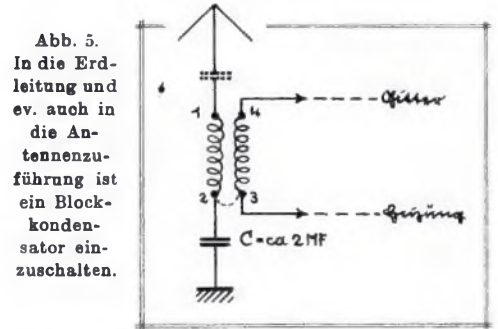 Abb. 5.
In die Erd-
leitung und
ev. auch in
die An-
tennenzu-
führung ist
ein Block-
konden-
sator ein-
zuschalten.
1 4
Gitter
2 3
Heizung
C = ca 2 MF